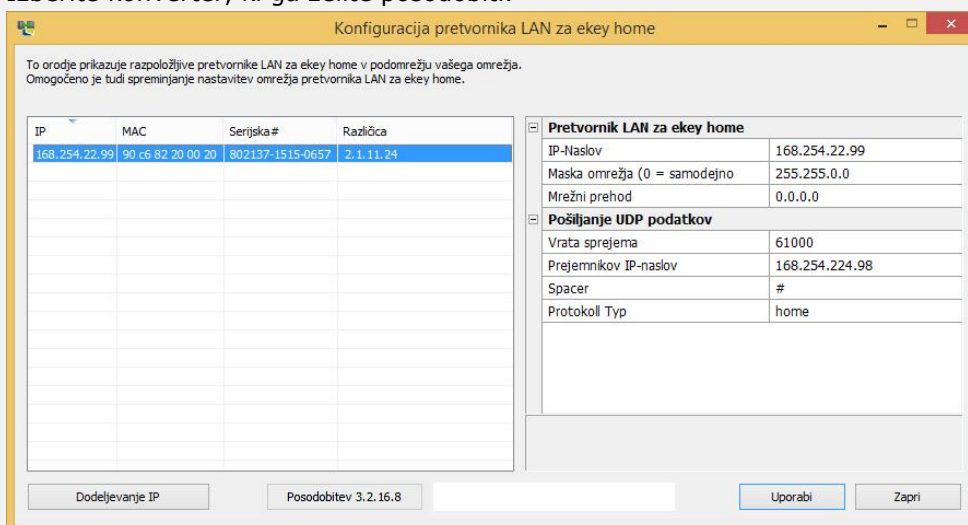 Izberite konverter, ki ga želite posodobiti.
Konfiguracija pretvornika LAN za ekey home
To orodje prikazuje razpoložljive pretvornike LAN za ekey home v podomrežju vašega omrežja.
Omogočeno je tudi spreminjanje nastavitev omrežja pretvornika LAN za ekey home.
IP MAC Serijska# Različica
168.254.22.99 90 c6 82 20 00 20 802137-1515-0657 2.1.11.24
Pretvornik LAN za ekey home
IP-Naslov 168.254.22.99
Maska omrežja (0 = samodejno 255.255.0.0
Mrežni prehod 0.0.0.0
Pošiljanje UDP podatkov
Vrata sprejema 61000
Prejemnikov IP-naslov 168.254.224.98
Spacer #
Protokoll Typ home
Dodeljevanje IP Posodobitev 3.2.16.8 Uporabi Zapri